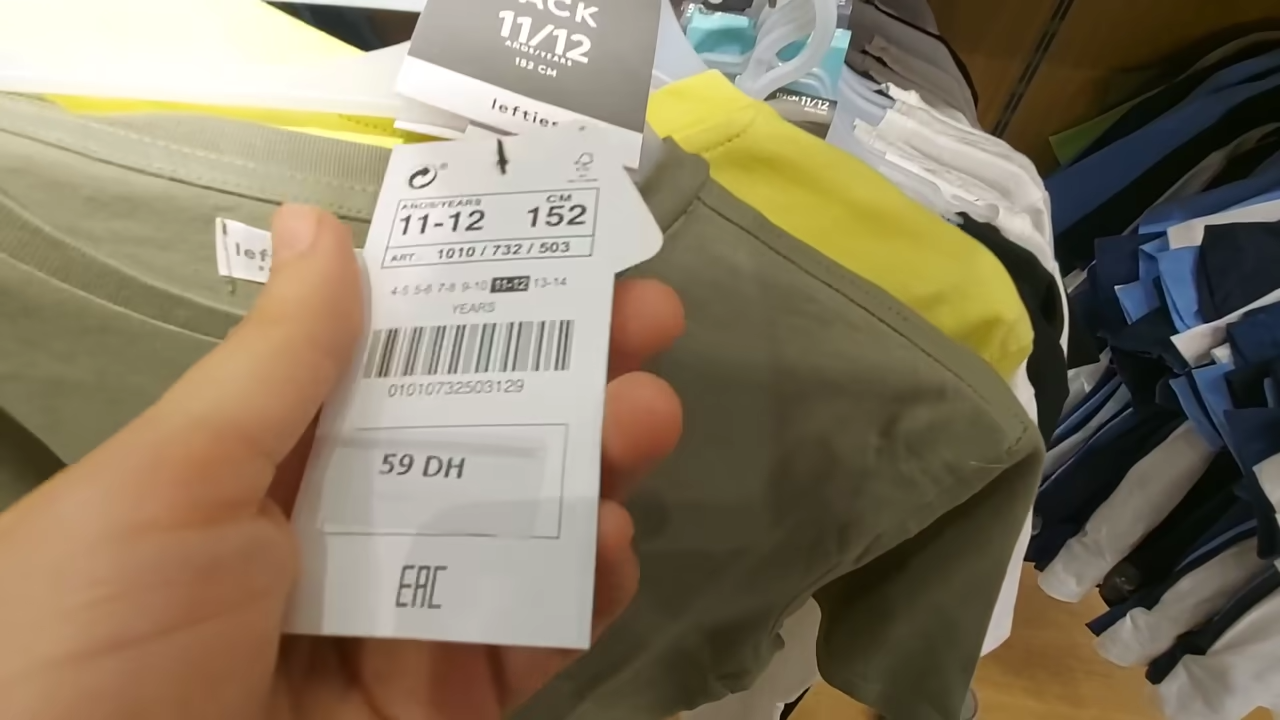 11/12
AÑOS/YEARS
152 CM
lefties
AÑOS/YEARS CM
11-12 152
ART. 1010 / 732 / 503
4-5 5-6 7-8 9-10 11-12 13-14
YEARS
01010732503129
59 DH
EAC
lef
11/12